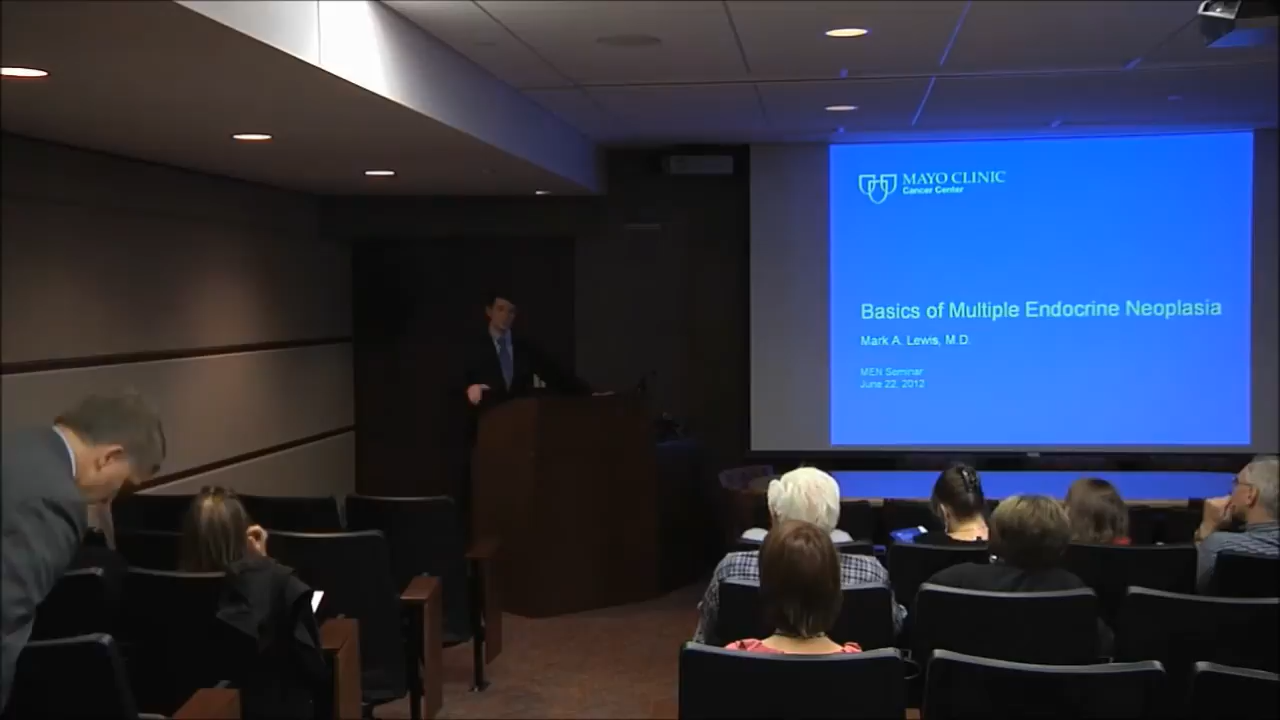 MAYO CLINIC
Cancer Center
Basics of Multiple Endocrine Neoplasia
Mark A. Lewis, M.D.
MEN Seminar
June 22, 2012